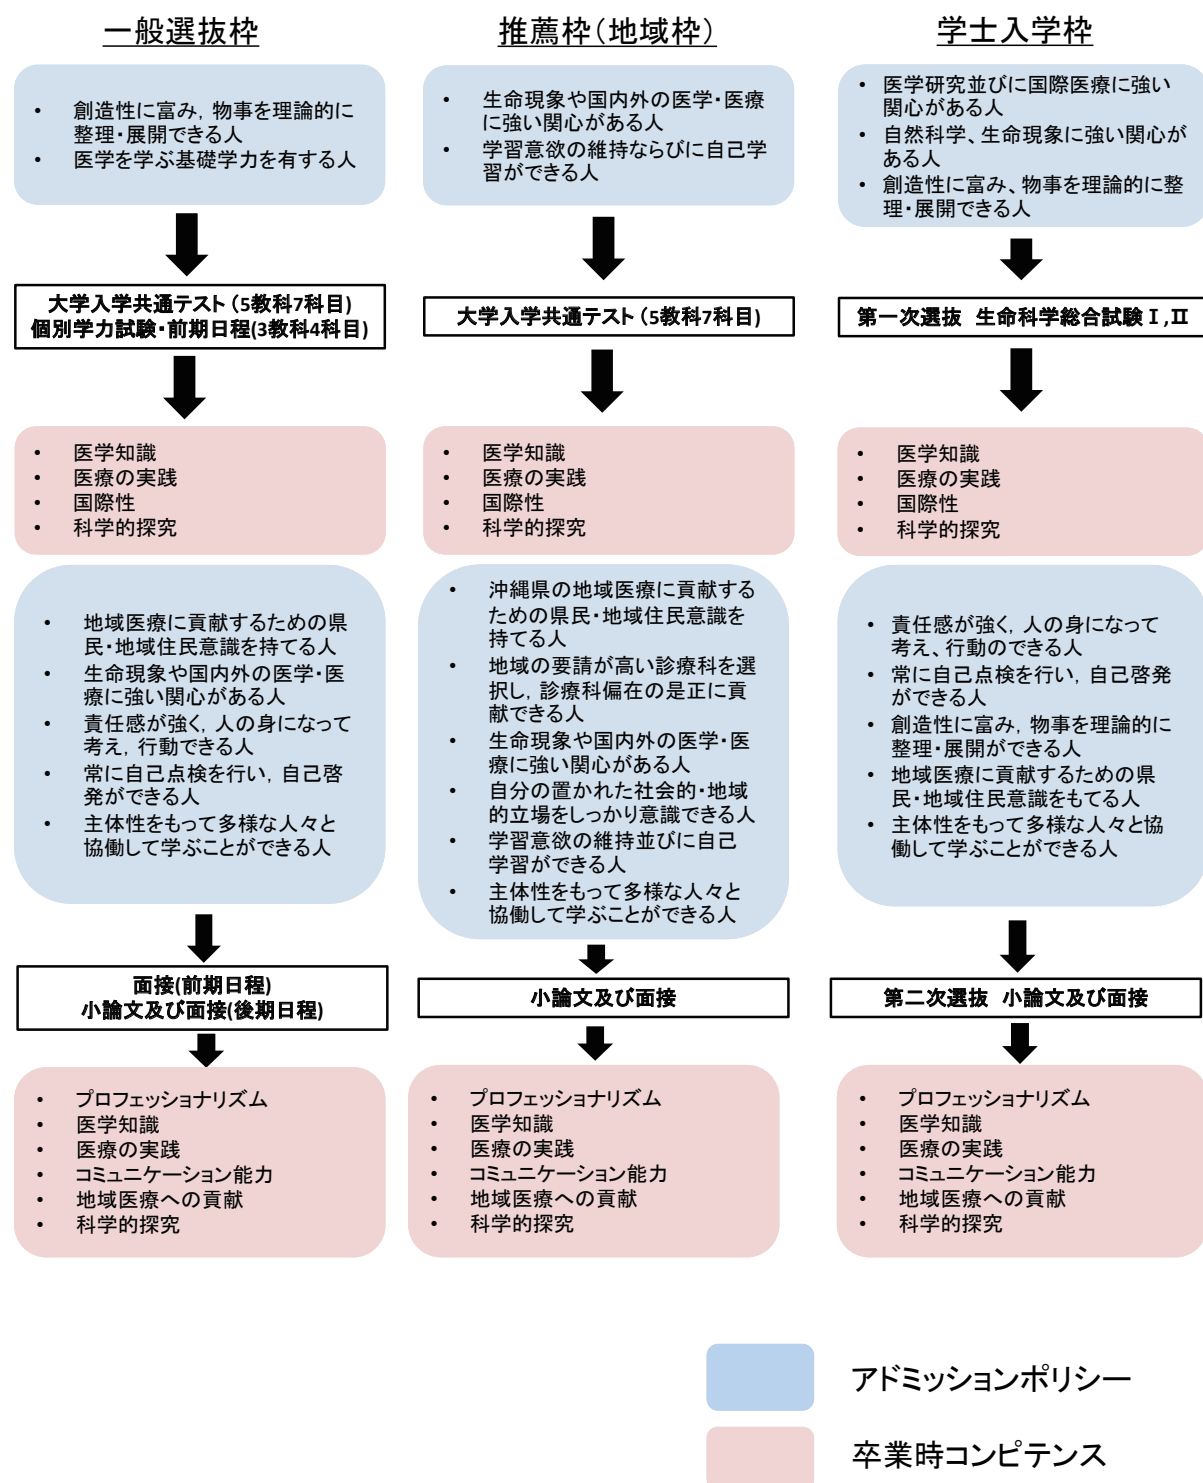 一般選抜枠
・ 創造性に富み，物事を理論的に
整理・展開できる人
・ 医学を学ぶ基礎学力を有する人
大学入学共通テスト（5教科7科目)
個別学力試験・前期日程(3教科4科目)
・ 医学知識
・ 医療の実践
・ 国際性
・ 科学的探究
・ 地域医療に貢献するための県
民・地域住民意識を持てる人
・ 生命現象や国内外の医学・医
療に強い関心がある人
・ 責任感が強く，人の身になって
考え，行動できる人
・ 常に自己点検を行い，自己啓
発ができる人
・ 主体性をもって多様な人々と
協働して学ぶことができる人
面接(前期日程)
小論文及び面接(後期日程)
・ プロフェッショナリズム
・ 医学知識
・ 医療の実践
・ コミュニケーション能力
・ 地域医療への貢献
・ 科学的探究
推薦枠（地域枠）
・ 生命現象や国内外の医学・医療
に強い関心がある人
・ 学習意欲の維持ならびに自己学
習ができる人
大学入学共通テスト（5教科7科目)
・ 医学知識
・ 医療の実践
・ 国際性
・ 科学的探究
・ 沖縄県の地域医療に貢献する
ための県民・地域住民意識を
持てる人
・ 地域の要請が高い診療科を選
択し，診療科偏在の是正に貢
献できる人
・ 生命現象や国内外の医学・医
療に強い関心がある人
・ 自分の置かれた社会的・地域
的立場をしっかり意識できる人
・ 学習意欲の維持並びに自己
学習ができる人
・ 主体性をもって多様な人々と
協働して学ぶことができる人
小論文及び面接
・ プロフェッショナリズム
・ 医学知識
・ 医療の実践
・ コミュニケーション能力
・ 地域医療への貢献
・ 科学的探究
学士入学枠
・ 医学研究並びに国際医療に強い
関心がある人
・ 自然科学、生命現象に強い関心が
ある人
・ 創造性に富み、物事を理論的に整
理・展開できる人
第一次選抜 生命科学総合試験Ⅰ,Ⅱ
・ 医学知識
・ 医療の実践
・ 国際性
・ 科学的探究
・ 責任感が強く，人の身になって
考え、行動のできる人
・ 常に自己点検を行い，自己啓発
ができる人
・ 創造性に富み，物事を理論的に
整理・展開ができる人
・ 地域医療に貢献するための県
民・地域住民意識をもてる人
・ 主体性をもって多様な人々と協
働して学ぶことができる人
第二次選抜 小論文及び面接
・ プロフェッショナリズム
・ 医学知識
・ 医療の実践
・ コミュニケーション能力
・ 地域医療への貢献
・ 科学的探究
アドミッションポリシー
卒業時コンピテンス